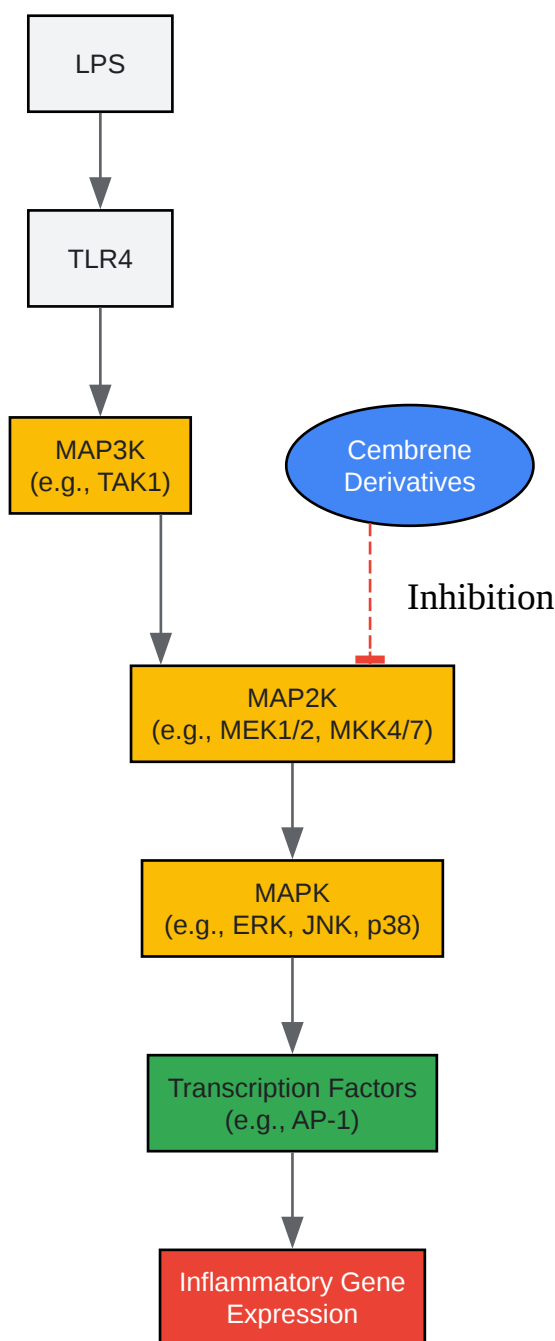 LPS
TLR4
MAP3K
(e.g., TAK1)
Cembrene
Derivatives
Inhibition
MAP2K
(e.g., MEK1/2, MKK4/7)
MAPK
(e.g., ERK, JNK, p38)
Transcription Factors
(e.g., AP-1)
Inflammatory Gene
Expression